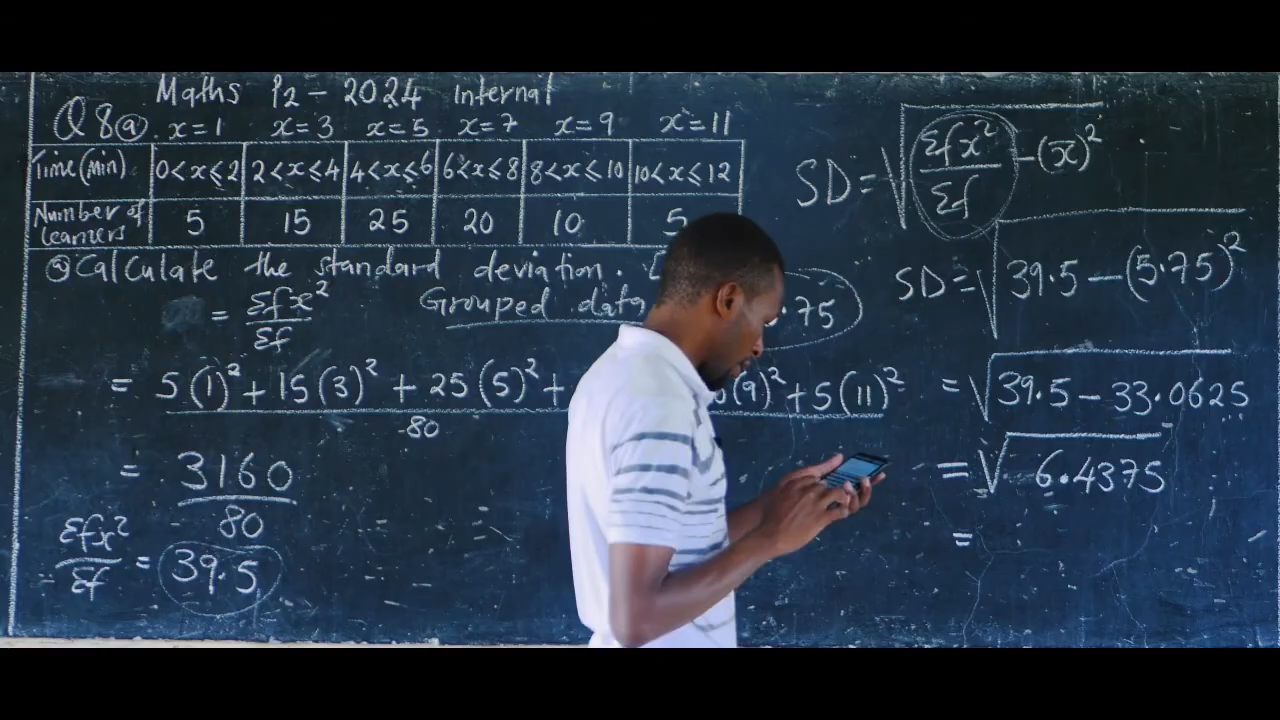 Maths P2 - 2024 Internal
Q 8@. x=1 x=3 x=5 x=7 x=9 x=11
Time(Min) 0<x≤2 2<x≤4 4<x≤6 6<x≤8 8<x≤10 10<x≤12
Number of learners 5 15 25 20 10 5
@ Calculate the standard deviation. [
Grouped data .75
= Σfx²/Σf
= 5(1)² + 15(3)² + 25(5)² + (9)² + 5(11)²
80
= 3160/80
Σfx²/Σf = 39.5
SD = √(Σfx²/Σf - (x̄)²)
SD = √(39.5 - (5.75)²)
= √(39.5 - 33.0625)
= √6.4375
=